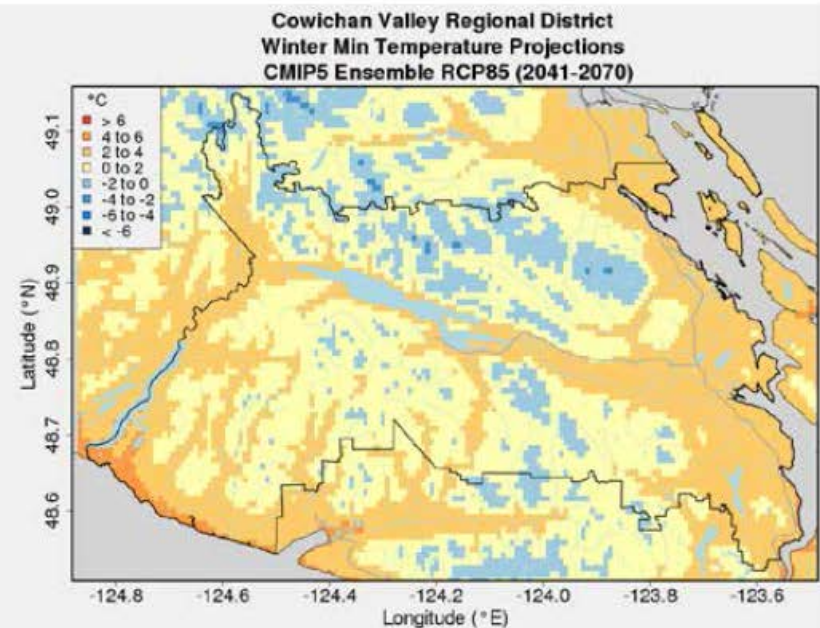 Cowichan Valley Regional District
Winter Min Temperature Projections
CMIP5 Ensemble RCP85 (2041-2070)
°C
> 6
4 to 6
2 to 4
0 to 2
-2 to 0
-4 to -2
-6 to -4
< -6
Latitude (°N)
49.1
49.0
48.9
48.8
48.7
48.6
-124.8 -124.6 -124.4 -124.2 -124.0 -123.8 -123.6
Longitude (°E)